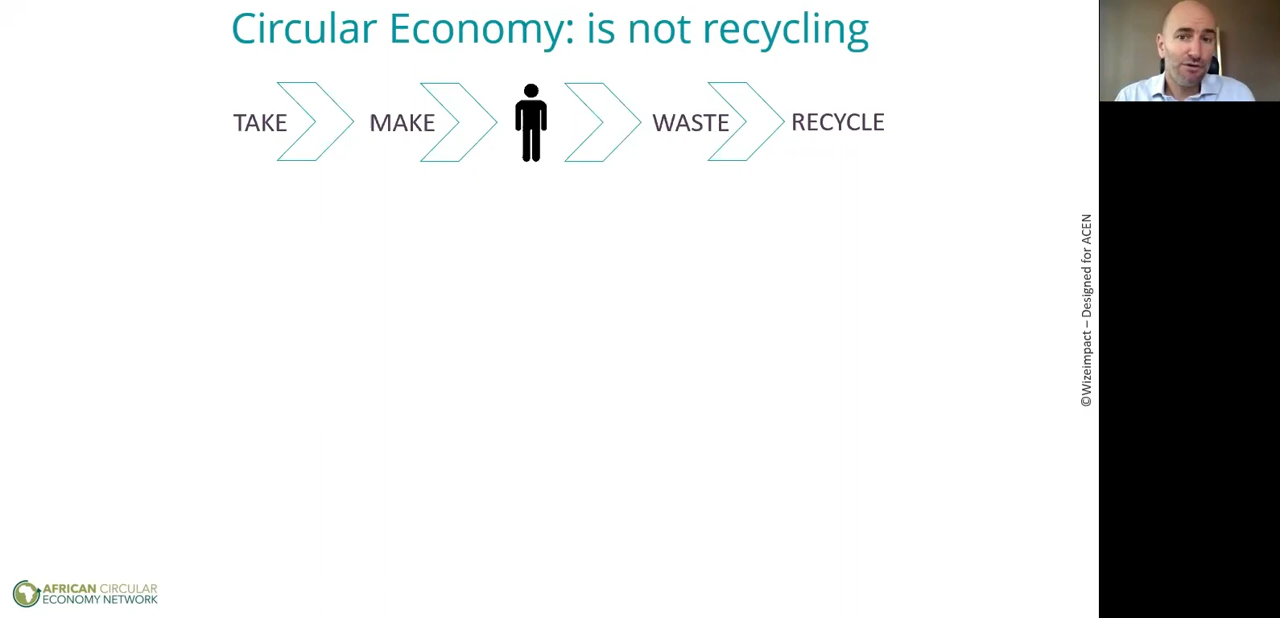 Circular Economy: is not recycling
TAKE
MAKE
WASTE
RECYCLE
©Wizeimpact – Designed for ACEN
AFRICAN CIRCULAR
ECONOMY NETWORK